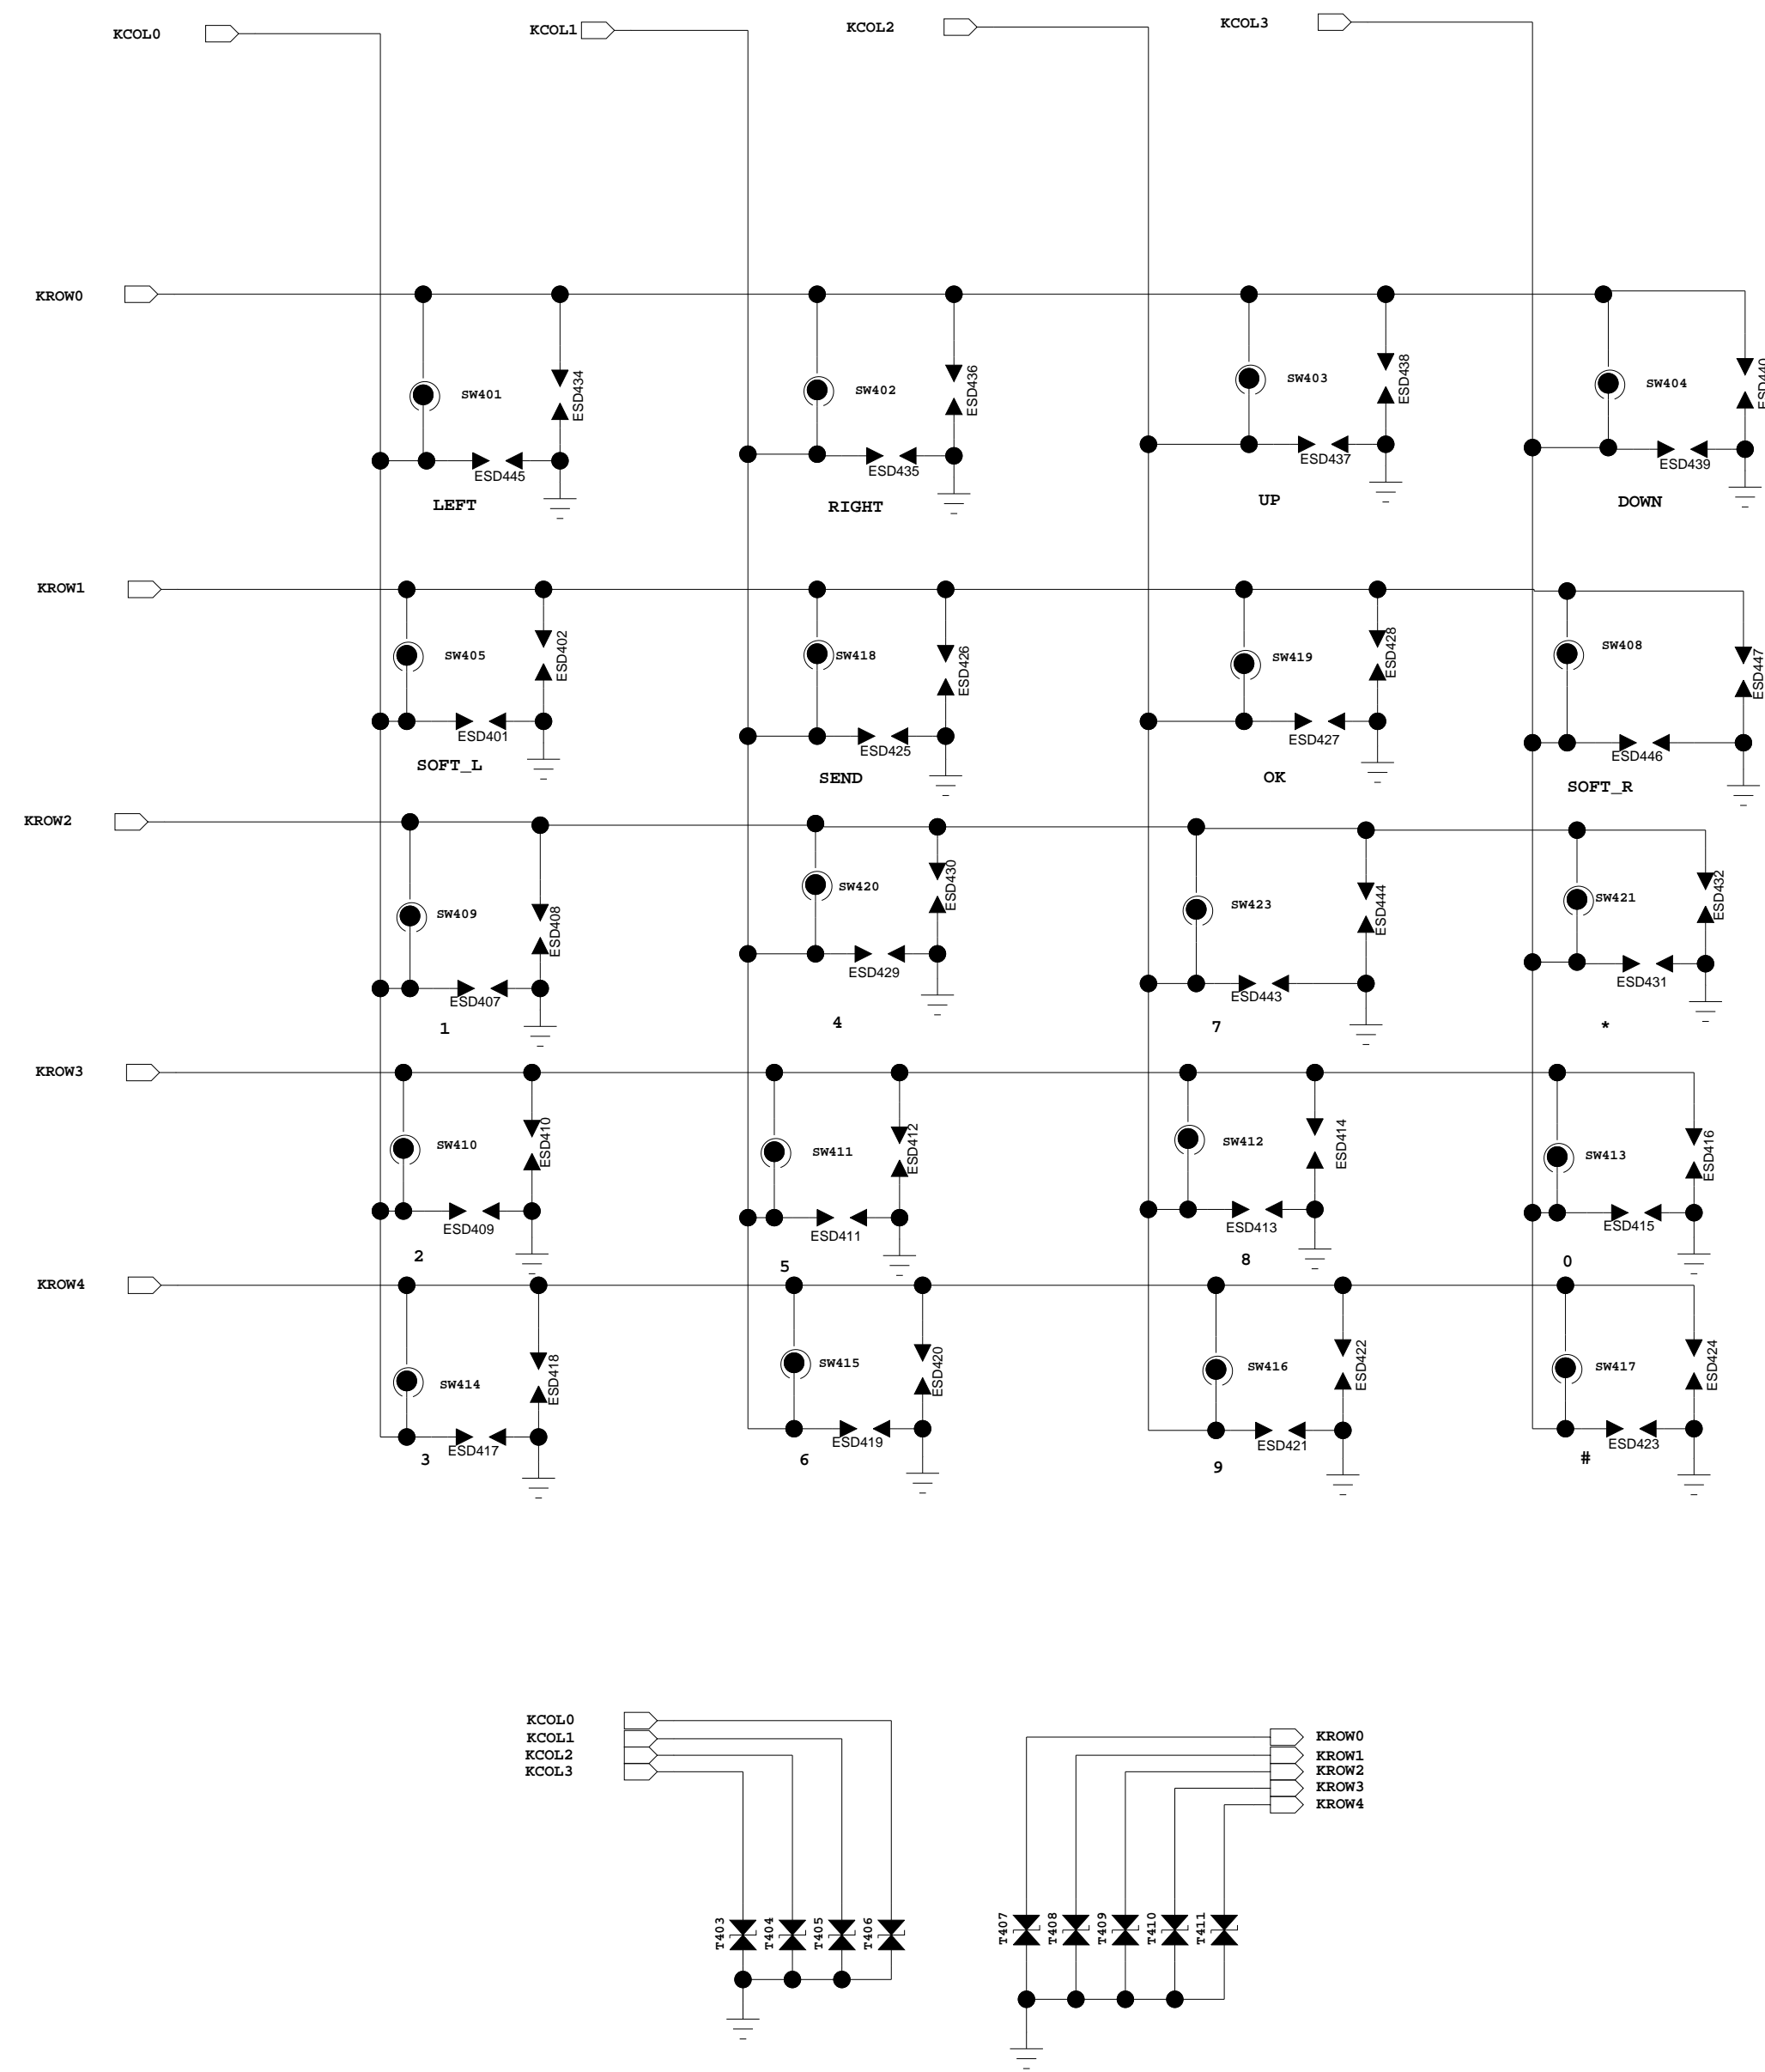 KCOL0 KCOL1 KCOL2 KCOL3
KROW0
SW401 ESD434 SW402 ESD436 SW403 ESD438 SW404 ESD440
ESD445 ESD435 ESD437 ESD439
LEFT RIGHT UP DOWN
KROW1
SW405 ESD402 SW418 ESD426 SW419 ESD428 SW408 ESD447
ESD401 ESD425 ESD427 ESD446
SOFT_L SEND OK SOFT_R
KROW2
SW409 ESD408 SW420 ESD430 SW423 ESD444 SW421 ESD432
ESD407 ESD429 ESD443 ESD431
1 4 7 *
KROW3
SW410 ESD410 SW411 ESD412 SW412 ESD414 SW413 ESD416
ESD409 ESD411 ESD413 ESD415
2 5 8 0
KROW4
SW414 ESD418 SW415 ESD420 SW416 ESD422 SW417 ESD424
ESD417 ESD419 ESD421 ESD423
3 6 9 #
KCOL0
KCOL1
KCOL2
KCOL3
KROW0
KROW1
KROW2
KROW3
KROW4
T403 T404 T405 T406
T407 T408 T409 T410 T411